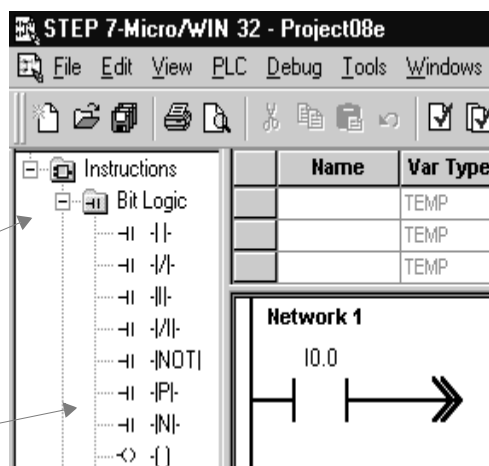 STEP 7-Micro/WIN 32 - Project08e
File Edit View PLC Debug Tools Windows
Instructions
Bit Logic
-| |-
-|/|-
-|I|-
-|/I|-
-|NOT|
-|P|-
-|N|-
-( )
Name Var Type
TEMP
TEMP
TEMP
Network 1
I0.0